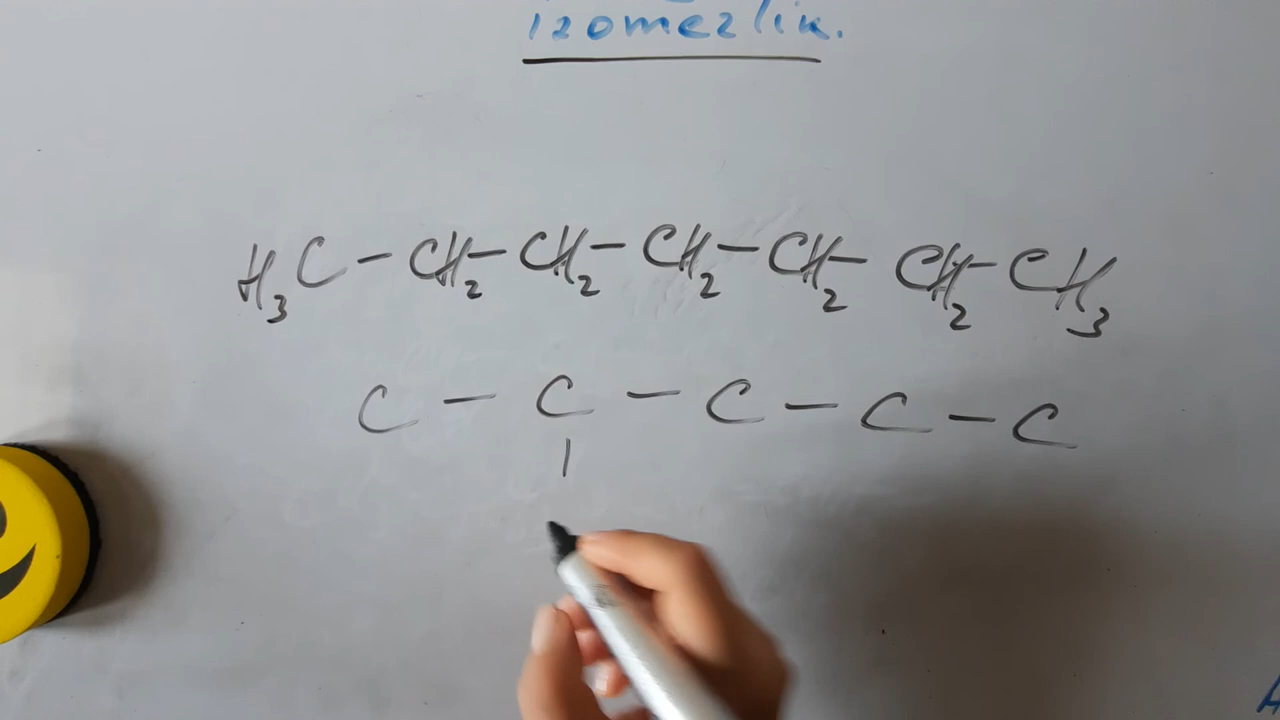 izomerlik.
H₃C - CH₂ - CH₂ - CH₂ - CH₂ - CH₂ - CH₃
C - C - C - C - C
|